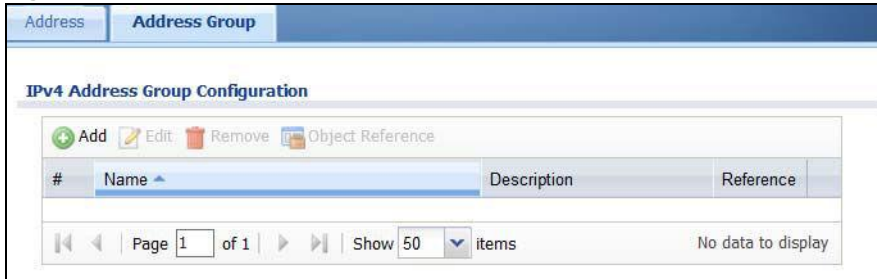 Address Address Group
IPv4 Address Group Configuration
Add Edit Remove Object Reference
# Name Description Reference
Page 1 of 1 Show 50 items No data to display